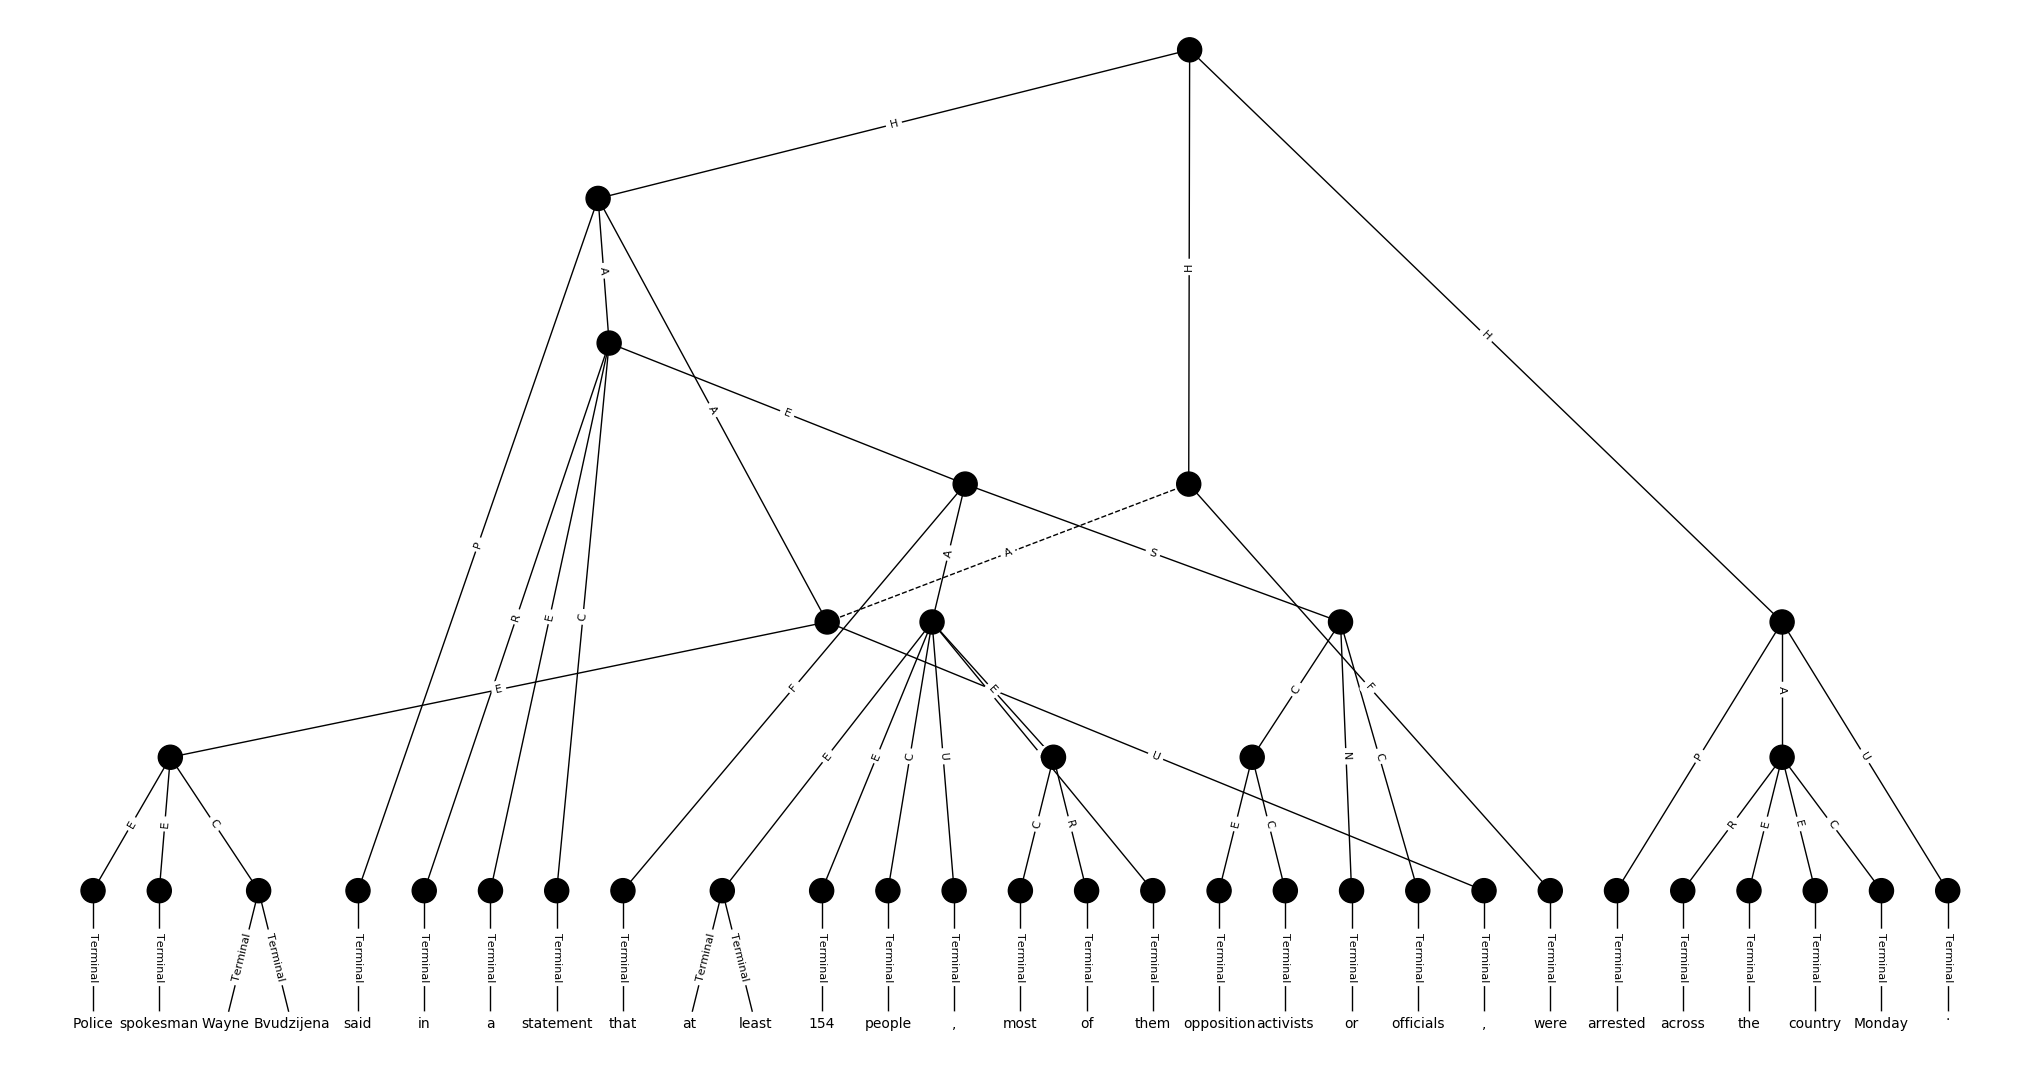 H
H
H
A
A
E
P
A
A
S
R
E
C
E
F
E
F
C
A
E
E
C
U
U
N
C
P
U
E
E
C
C
R
E
C
R
E
E
C
Terminal Terminal Terminal Terminal Terminal Terminal Terminal Terminal Terminal Terminal Terminal Terminal Terminal Terminal Terminal Terminal Terminal Terminal Terminal Terminal Terminal Terminal Terminal Terminal Terminal Terminal Terminal Terminal Terminal
Police spokesman Wayne Bvudzijena said in a statement that at least 154 people , most of them opposition activists or officials , were arrested across the country Monday .